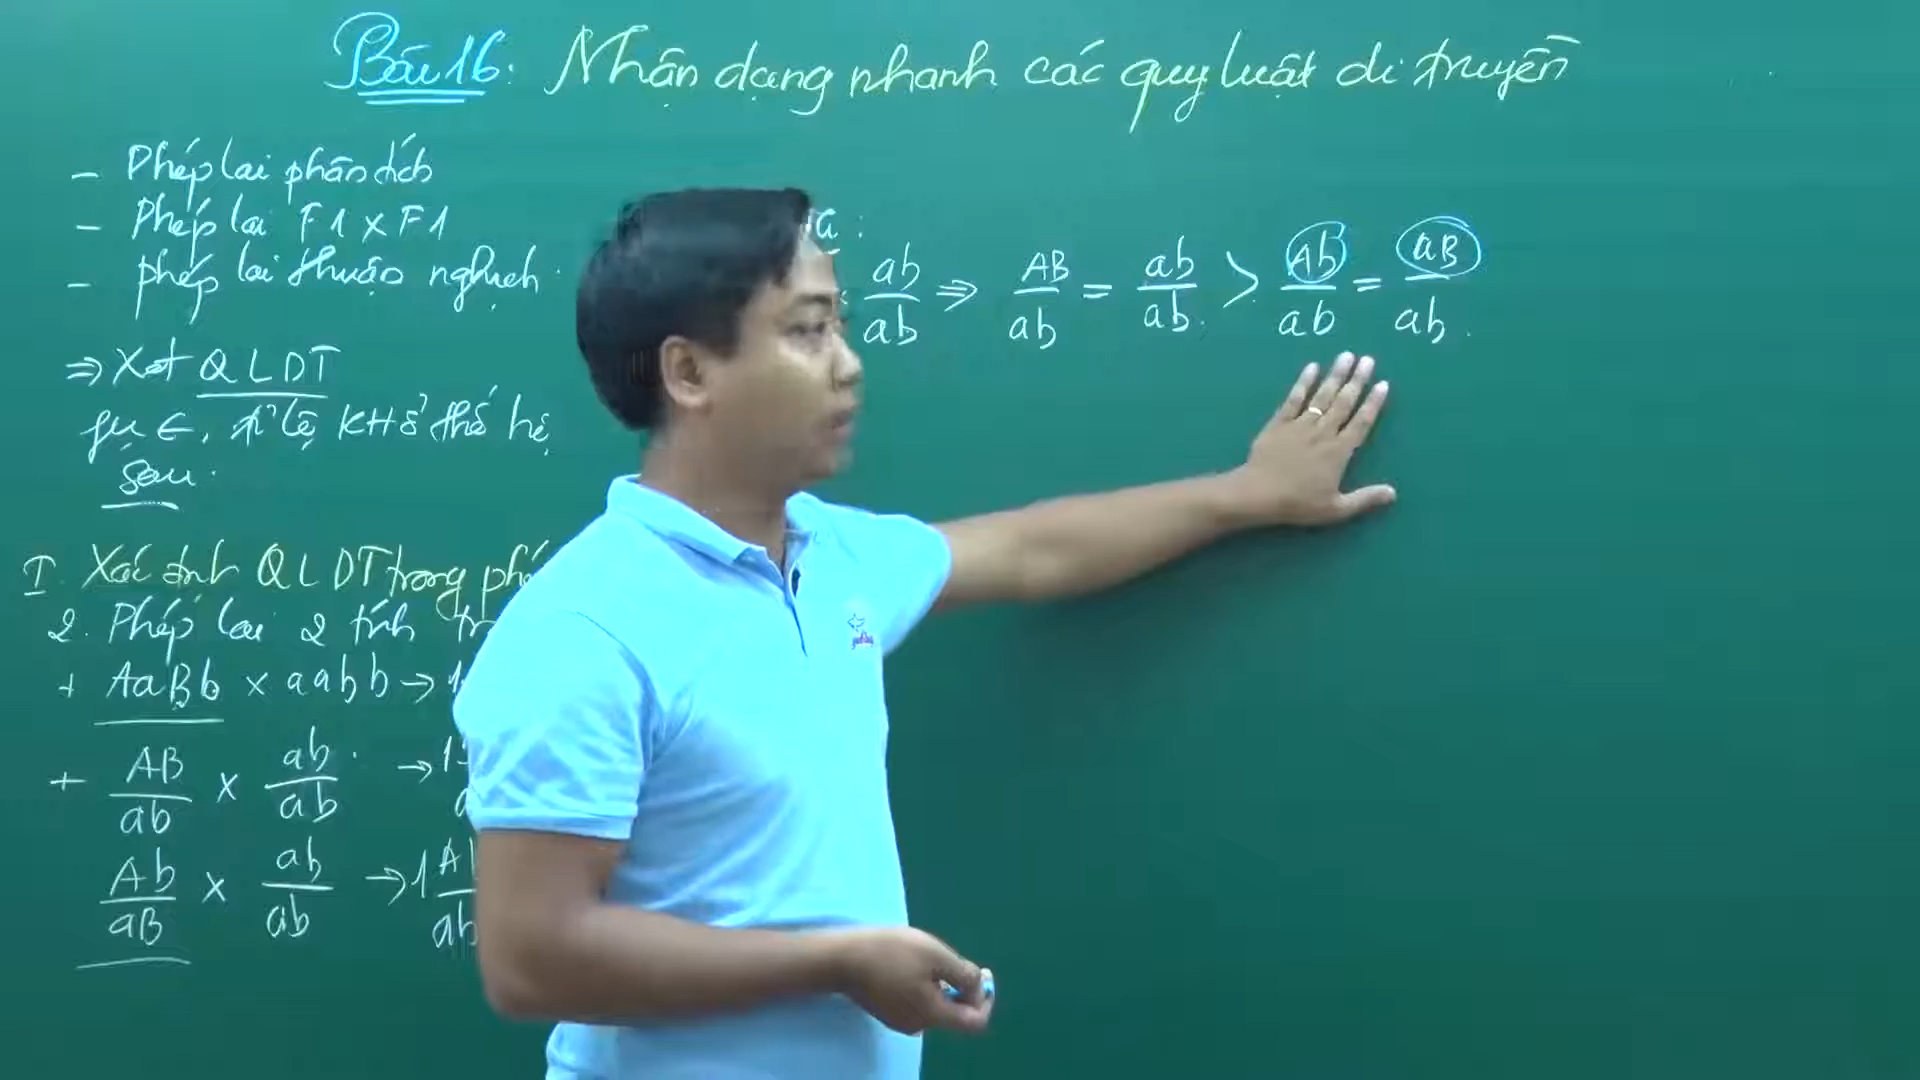 Bài 16: Nhận dạng nhanh các quy luật di truyền
- Phép lai phân tích
- Phép lai F1 x F1
- phép lai thuận nghịch.
⇒ Xét QLDT
tỉ lệ KH ở thế hệ
sau.
I. Xác định QLDT trong
2. Phép lai 2 tính
+ AaBb x aabb →
+ AB/ab x ab/ab →
Ab/aB x ab/ab → 1
ab/ab ⇒ AB/ab = ab/ab > Ab/ab = aB/ab